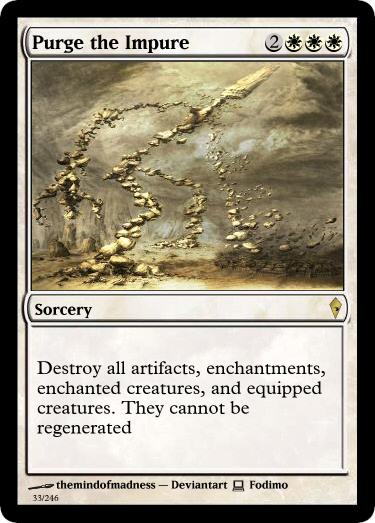 Purge the Impure 2
Sorcery
Destroy all artifacts, enchantments,
enchanted creatures, and equipped
creatures. They cannot be
regenerated
themindofmadness — Deviantart Fodimo
33/246